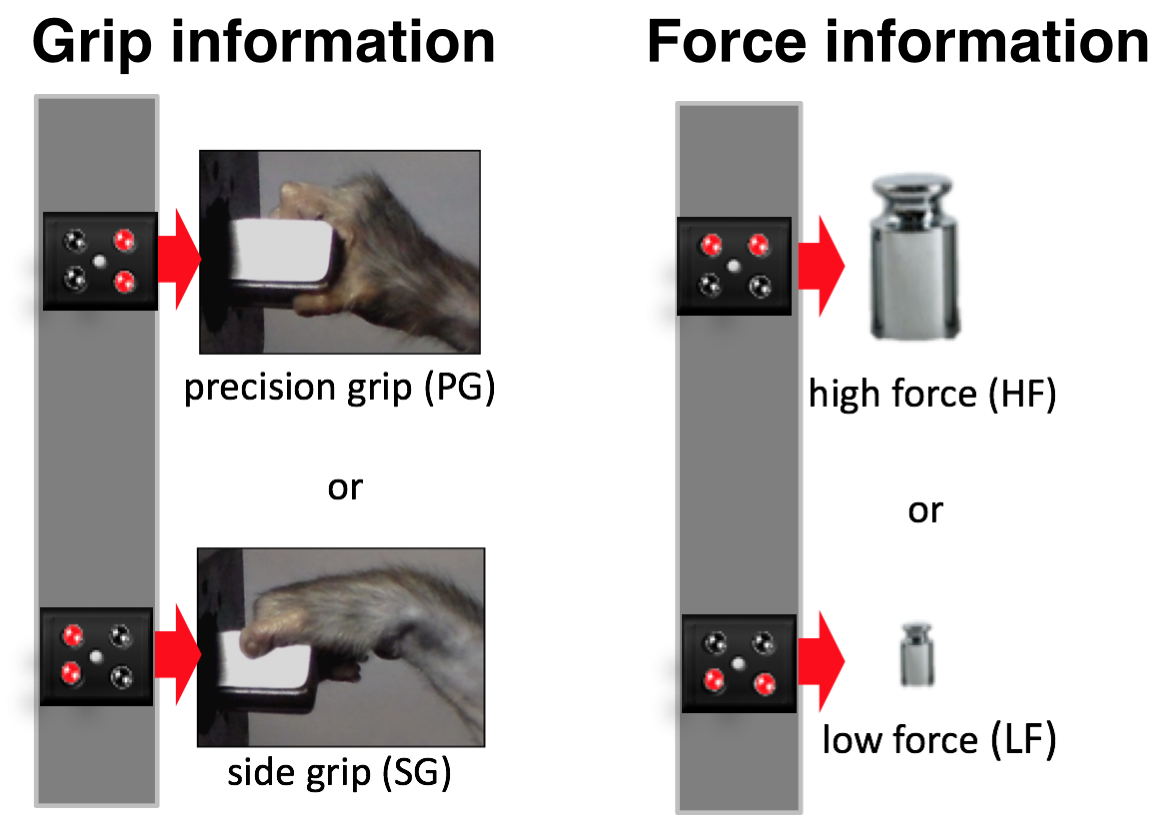 Grip information
precision grip (PG)
or
side grip (SG)
Force information
high force (HF)
or
low force (LF)